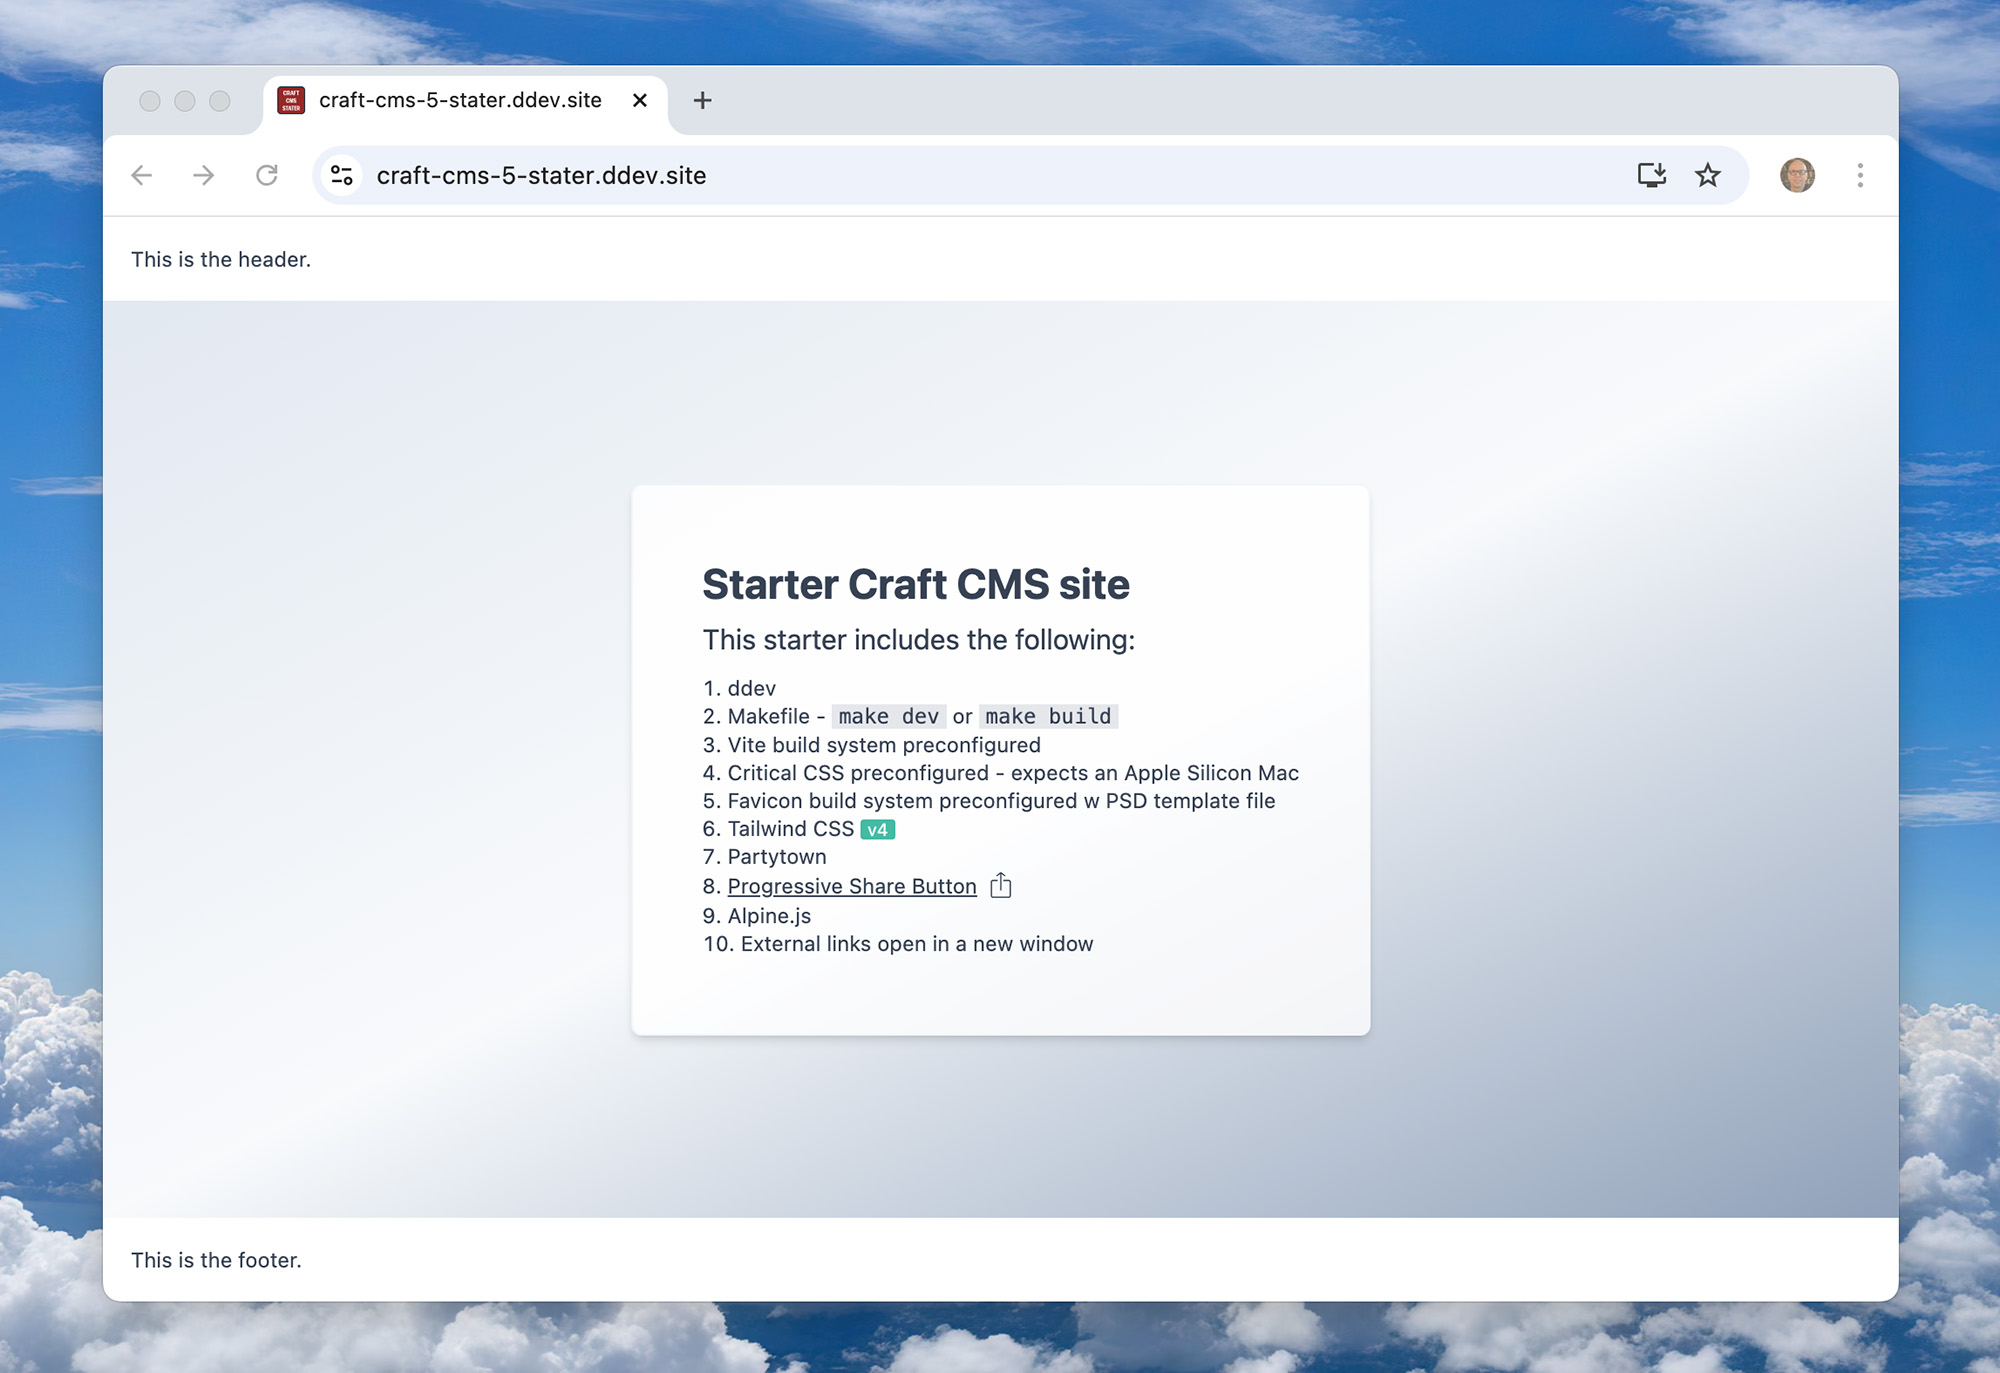 CRAFT
CMS
STATER
craft-cms-5-stater.ddev.site
craft-cms-5-stater.ddev.site
This is the header.
Starter Craft CMS site
This starter includes the following:
1. ddev
2. Makefile - make dev or make build
3. Vite build system preconfigured
4. Critical CSS preconfigured - expects an Apple Silicon Mac
5. Favicon build system preconfigured w PSD template file
6. Tailwind CSS v4
7. Partytown
8. Progressive Share Button
9. Alpine.js
10. External links open in a new window
This is the footer.